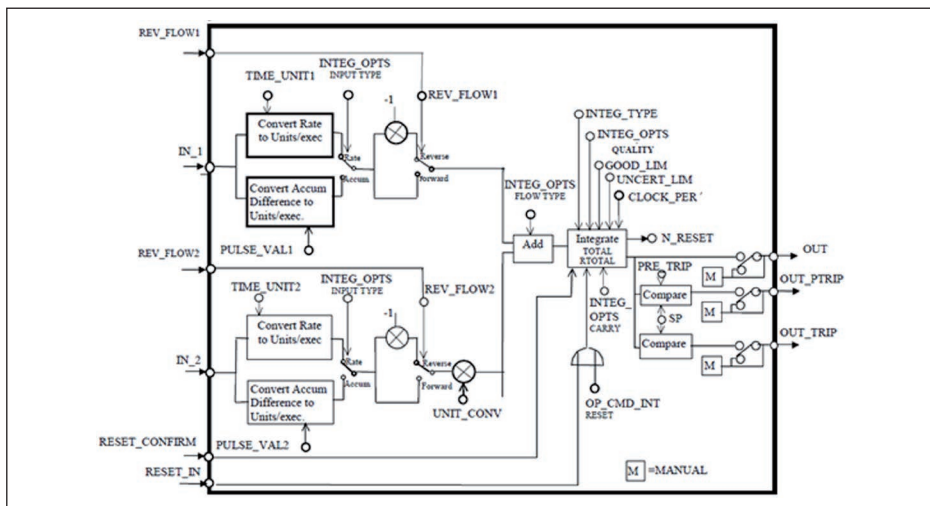 REV_FLOW1
TIME_UNIT1
INTEG_OPTS
INPUT TYPE
-1
REV_FLOW1
Convert Rate
to Units/exec
IN_1
Rate
Accum
Reverse
Forward
Convert Accum
Difference to
Units/exec.
PULSE_VAL1
INTEG_TYPE
INTEG_OPTS
QUALITY
GOOD_LIM
UNCERT_LIM
CLOCK_PER´
INTEG_OPTS
FLOW TYPE
Add
Integrate
TOTAL
RTOTAL
N_RESET
OUT
REV_FLOW2
TIME_UNIT2
INTEG_OPTS
INPUT TYPE
REV_FLOW2
-1
PRE_TRIP
M
OUT_PTRIP
Compare
M
INTEG_
OPTS
CARRY
SP
OUT_TRIP
Compare
M
Convert Rate
to Units/exec
IN_2
Rate
Accum
Reverse
Forward
Convert Accum
Difference to
Units/exec.
UNIT_CONV
OP_CMD_INT
RESET
RESET_CONFIRM
PULSE_VAL2
RESET_IN
M =MANUAL